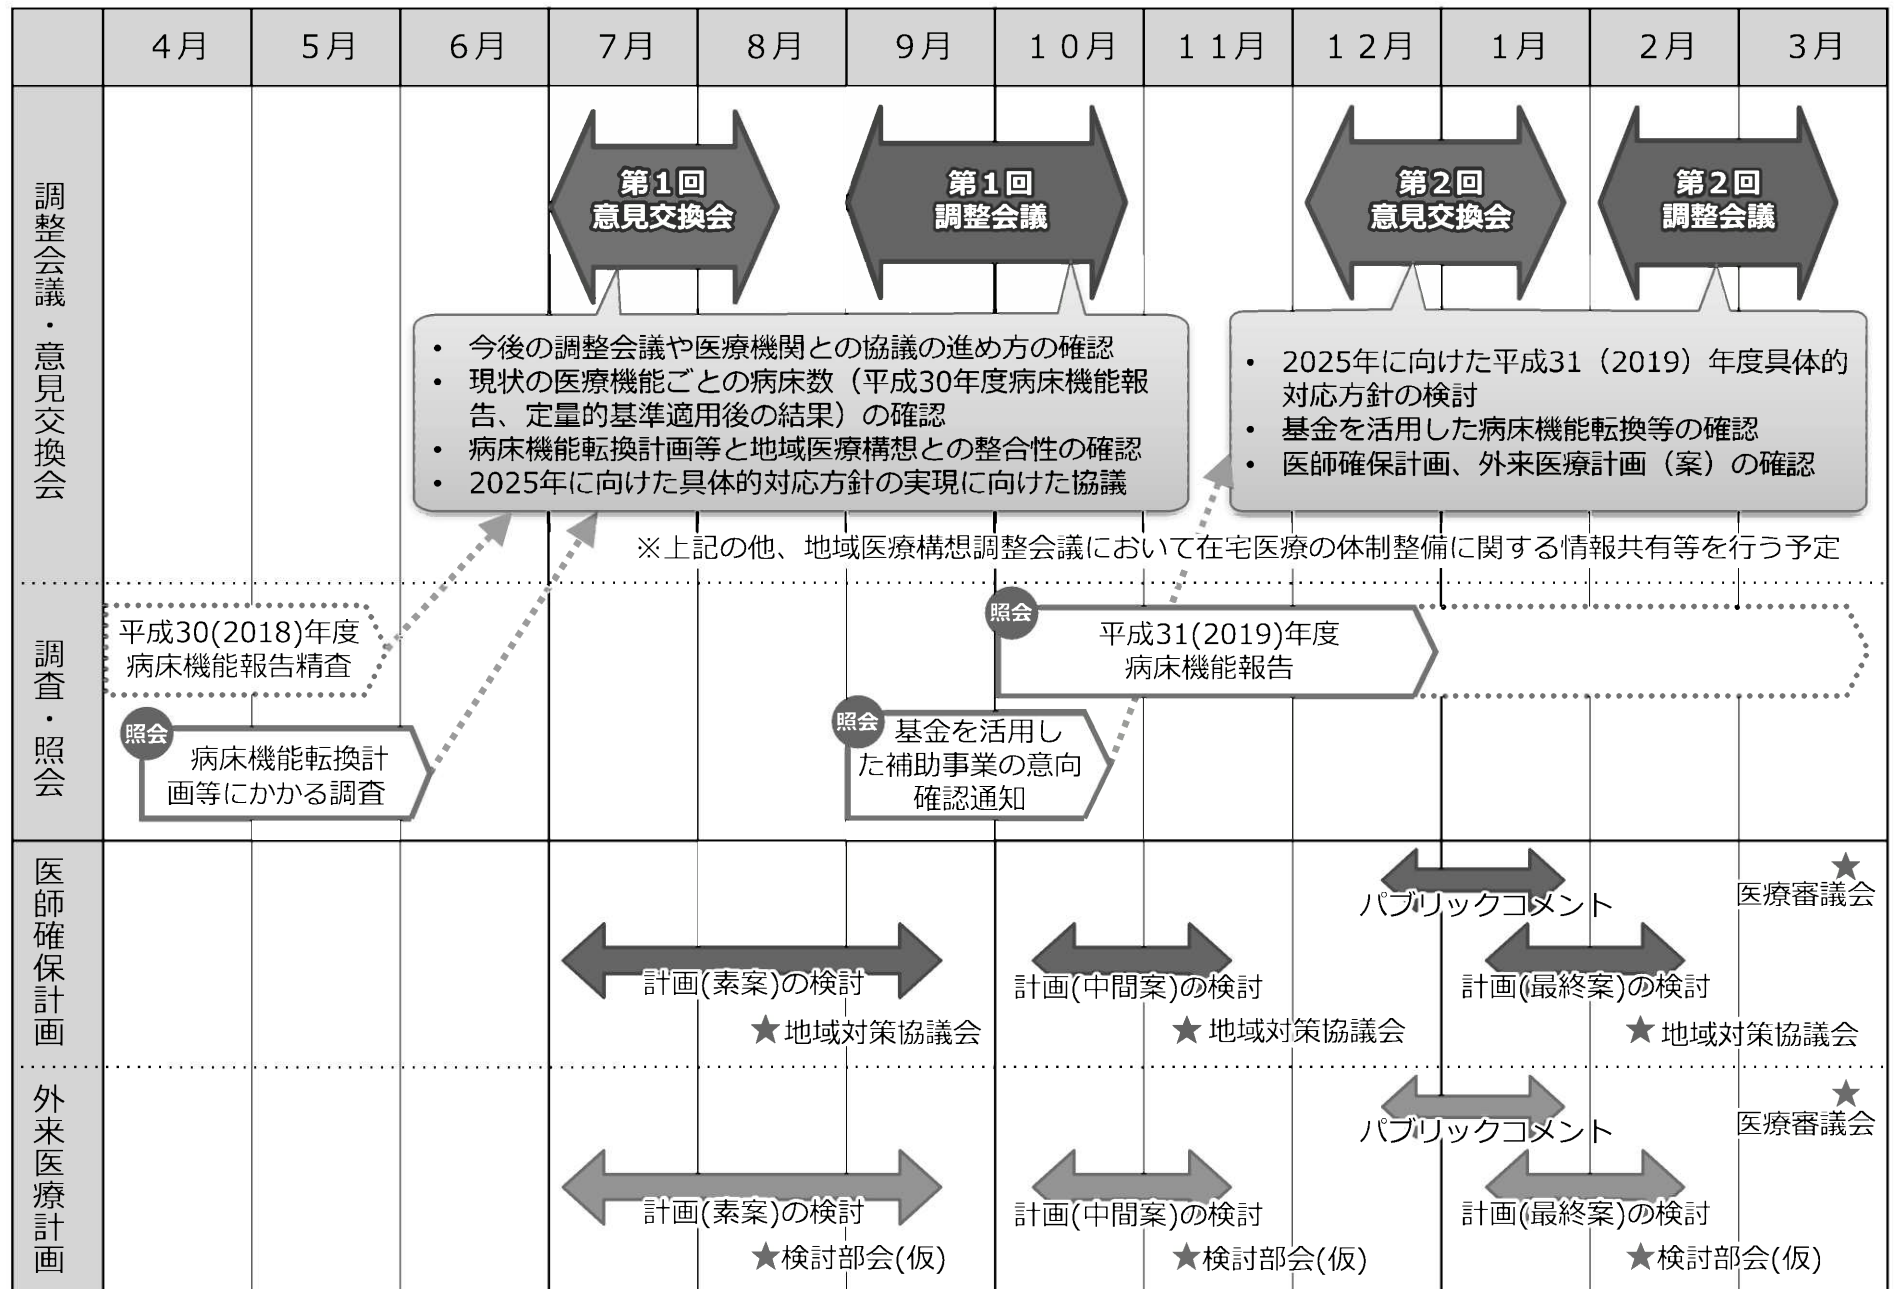 4月 5月 6月 7月 8月 9月 10月 11月 12月 1月 2月 3月
調整会議・意見交換会
第1回
意見交換会
第1回
調整会議
第2回
意見交換会
第2回
調整会議
• 今後の調整会議や医療機関との協議の進め方の確認
• 現状の医療機能ごとの病床数（平成30年度病床機能報
告、定量的基準適用後の結果）の確認
• 病床機能転換計画等と地域医療構想との整合性の確認
• 2025年に向けた具体的対応方針の実現に向けた協議
• 2025年に向けた平成31（2019）年度具体的
対応方針の検討
• 基金を活用した病床機能転換等の確認
• 医師確保計画、外来医療計画（案）の確認
※上記の他、地域医療構想調整会議において在宅医療の体制整備に関する情報共有等を行う予定
調査・照会
平成30(2018)年度
病床機能報告精査
照会
病床機能転換計
画等にかかる調査
照会
平成31(2019)年度
病床機能報告
照会
基金を活用し
た補助事業の意向
確認通知
医師確保計画
パブリックコメント
★
医療審議会
計画(素案)の検討
計画(中間案)の検討
計画(最終案)の検討
★地域対策協議会
★地域対策協議会
★地域対策協議会
外来医療計画
パブリックコメント
★
医療審議会
計画(素案)の検討
計画(中間案)の検討
計画(最終案)の検討
★検討部会(仮)
★検討部会(仮)
★検討部会(仮)